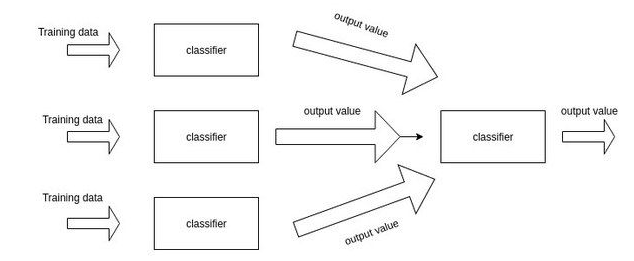 Training data
classifier
output value
Training data
classifier
output value
classifier
output value
Training data
classifier
output value